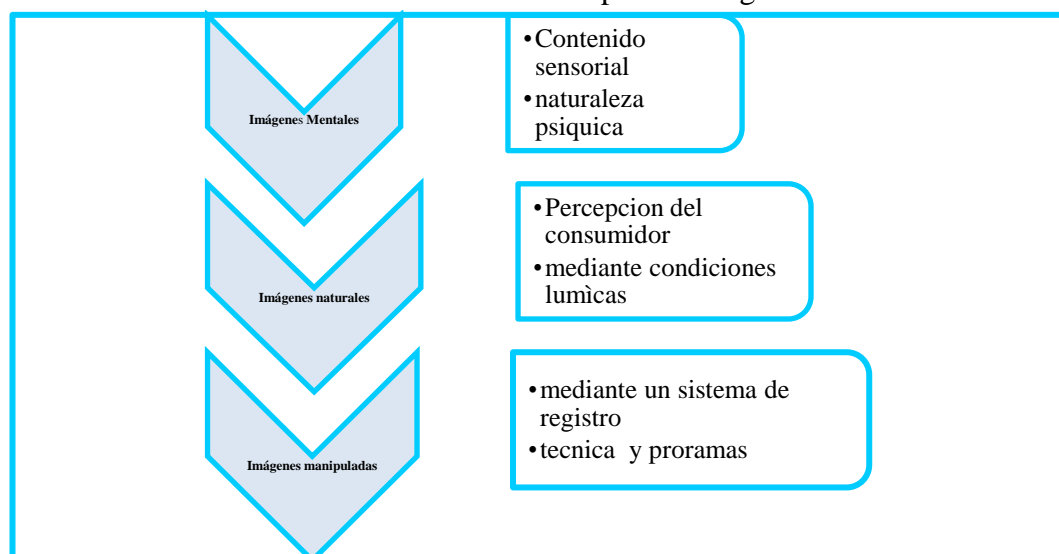 •Contenido
sensorial
•naturaleza
psiquica
Imágenes Mentales
•Percepcion del
consumidor
•mediante condiciones
lumìcas
Imágenes naturales
•mediante un sistema de
registro
•tecnica y proramas
Imágenes manipuladas